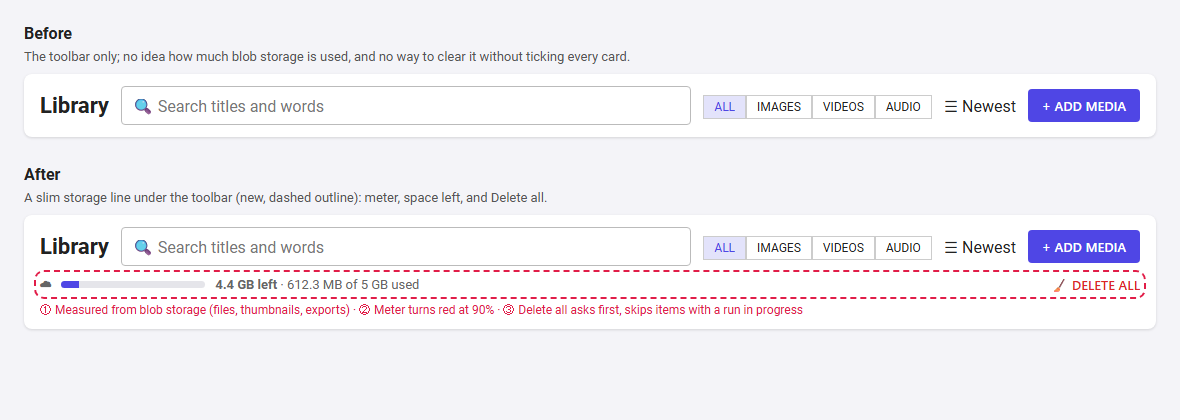 Before
The toolbar only; no idea how much blob storage is used, and no way to clear it without ticking every card.
Library Search titles and words ALL IMAGES VIDEOS AUDIO ☰ Newest + ADD MEDIA
After
A slim storage line under the toolbar (new, dashed outline): meter, space left, and Delete all.
Library Search titles and words ALL IMAGES VIDEOS AUDIO ☰ Newest + ADD MEDIA
4.4 GB left · 612.3 MB of 5 GB used DELETE ALL
① Measured from blob storage (files, thumbnails, exports) · ② Meter turns red at 90% · ③ Delete all asks first, skips items with a run in progress